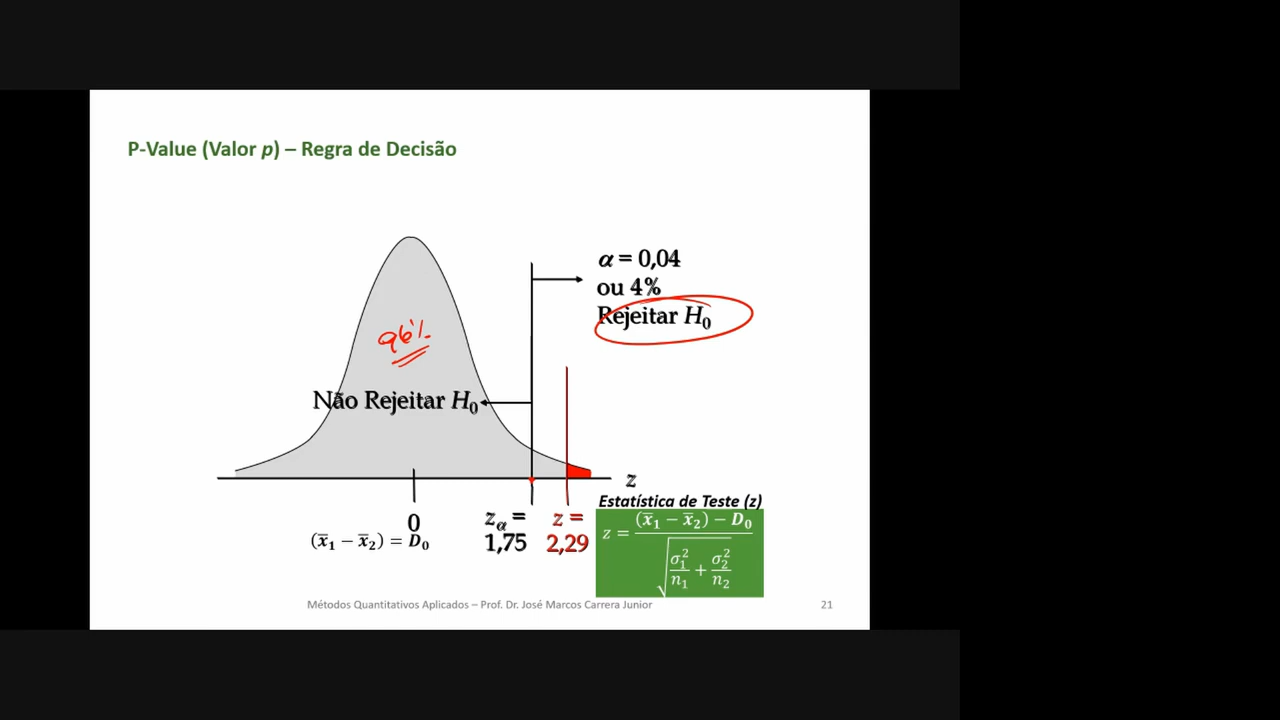 P-Value (Valor p) – Regra de Decisão
α = 0,04
ou 4%
Rejeitar H₀
96%
Não Rejeitar H₀
z
Estatística de Teste (z)
0
zα =
1,75
z =
2,29
(x̄₁ − x̄₂) = D₀
z = ((x̄₁ − x̄₂) − D₀) / √(σ₁²/n₁ + σ₂²/n₂)
Métodos Quantitativos Aplicados – Prof. Dr. José Marcos Carrera Junior
21